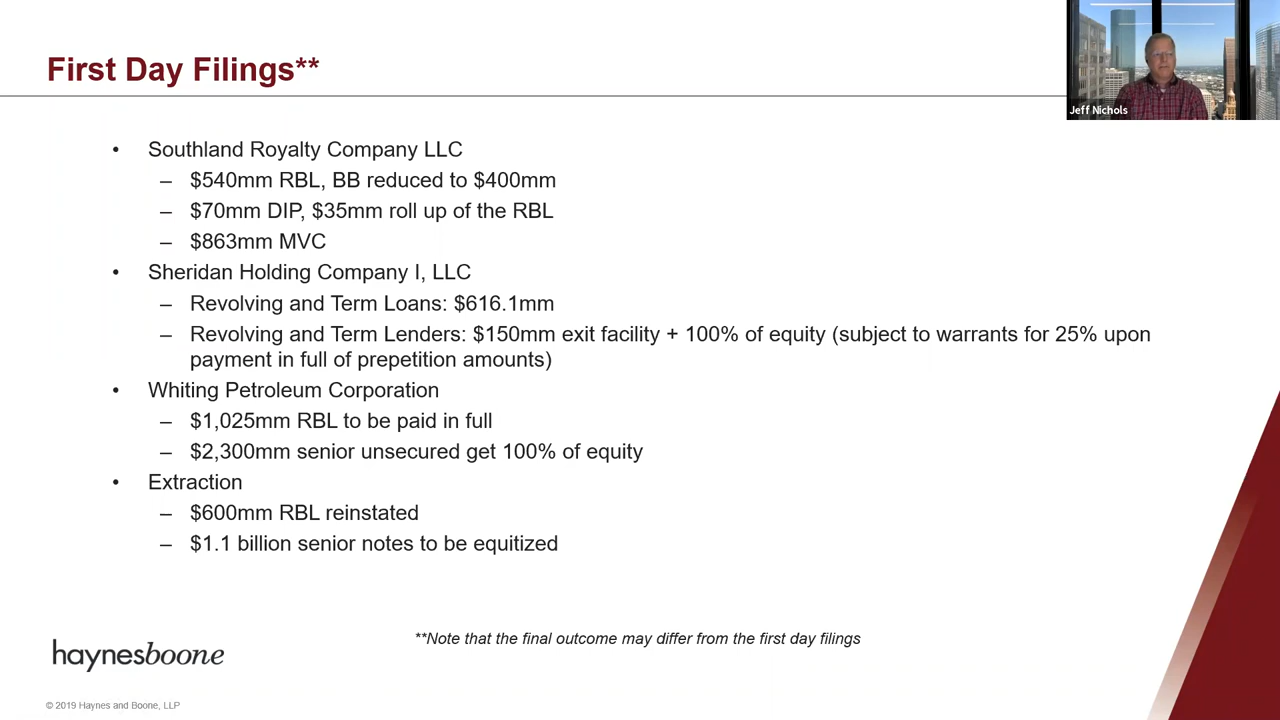 First Day Filings**
Jeff Nichols
• Southland Royalty Company LLC
– $540mm RBL, BB reduced to $400mm
– $70mm DIP, $35mm roll up of the RBL
– $863mm MVC
• Sheridan Holding Company I, LLC
– Revolving and Term Loans: $616.1mm
– Revolving and Term Lenders: $150mm exit facility + 100% of equity (subject to warrants for 25% upon
payment in full of prepetition amounts)
• Whiting Petroleum Corporation
– $1,025mm RBL to be paid in full
– $2,300mm senior unsecured get 100% of equity
• Extraction
– $600mm RBL reinstated
– $1.1 billion senior notes to be equitized
**Note that the final outcome may differ from the first day filings
haynesboone
© 2019 Haynes and Boone, LLP